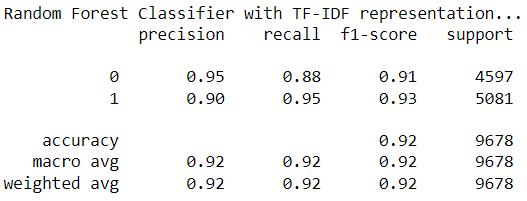 Random Forest Classifier with TF-IDF representation...
precision recall f1-score support
0 0.95 0.88 0.91 4597
1 0.90 0.95 0.93 5081
accuracy 0.92 9678
macro avg 0.92 0.92 0.92 9678
weighted avg 0.92 0.92 0.92 9678